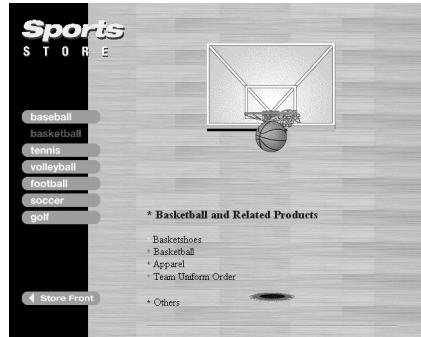 Sports
STORE
baseball
basketball
tennis
volleyball
football
soccer
golf
Store Front
* Basketball and Related Products
* Basketshoes
* Basketball
* Apparel
* Team Uniform Order
* Others